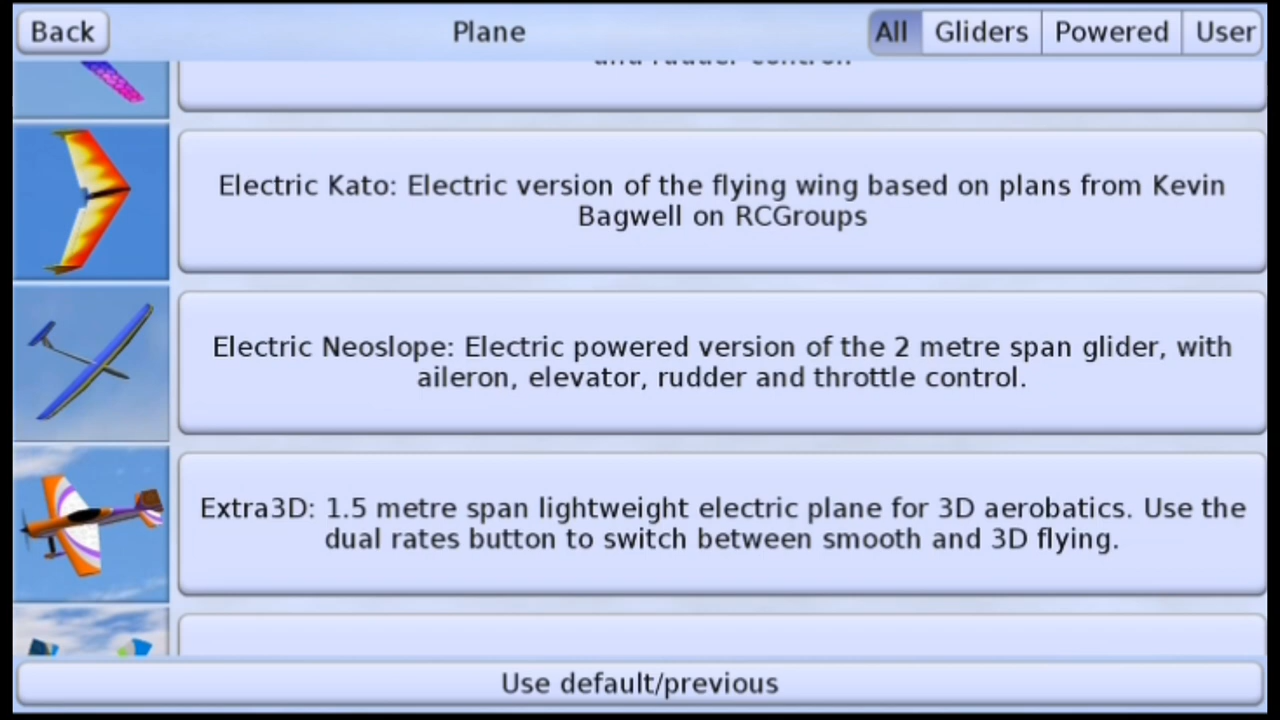 Back
Plane
All
Gliders
Powered
User
and rudder control.
Electric Kato: Electric version of the flying wing based on plans from Kevin
Bagwell on RCGroups
Electric Neoslope: Electric powered version of the 2 metre span glider, with
aileron, elevator, rudder and throttle control.
Extra3D: 1.5 metre span lightweight electric plane for 3D aerobatics. Use the
dual rates button to switch between smooth and 3D flying.
Use default/previous